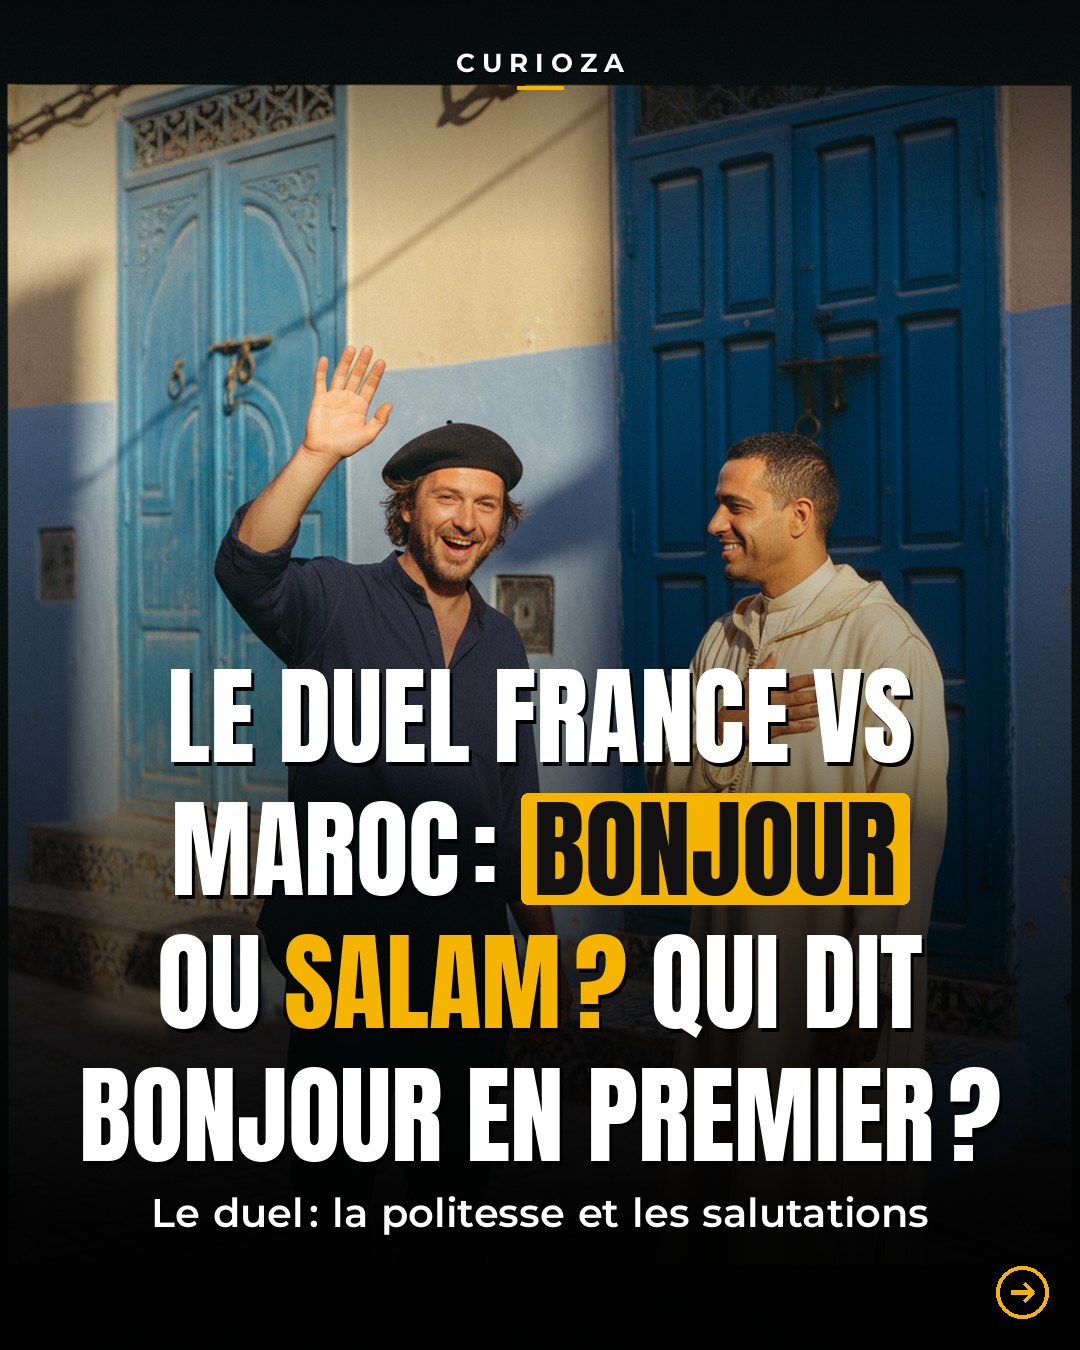 CURIOZA
LE DUEL FRANCE VS
MAROC : BONJOUR
OU SALAM ? QUI DIT
BONJOUR EN PREMIER ?
Le duel : la politesse et les salutations